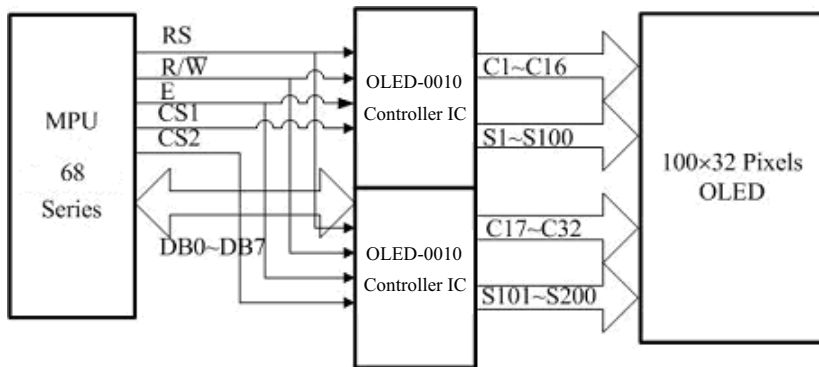 RS
R/W̅
E
CS1
CS2
MPU
68
Series
DB0~DB7
OLED-0010
Controller IC
OLED-0010
Controller IC
C1~C16
S1~S100
C17~C32
S101~S200
100×32 Pixels
OLED